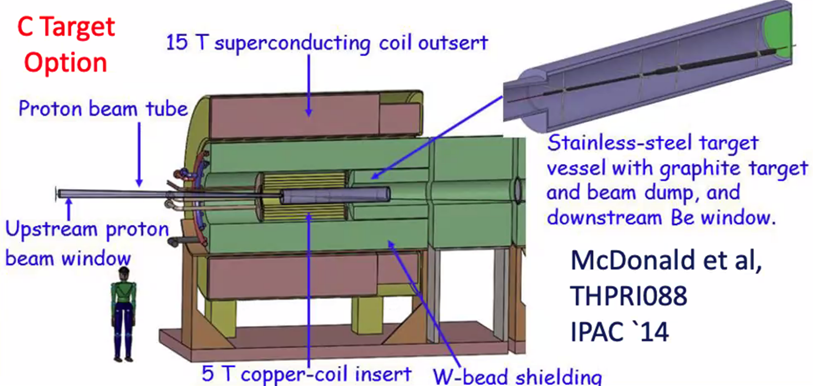 C Target
Option
15 T superconducting coil outsert
Proton beam tube
Stainless-steel target
vessel with graphite target
and beam dump, and
downstream Be window.
Upstream proton
beam window
McDonald et al,
THPRI088
IPAC `14
5 T copper-coil insert
W-bead shielding